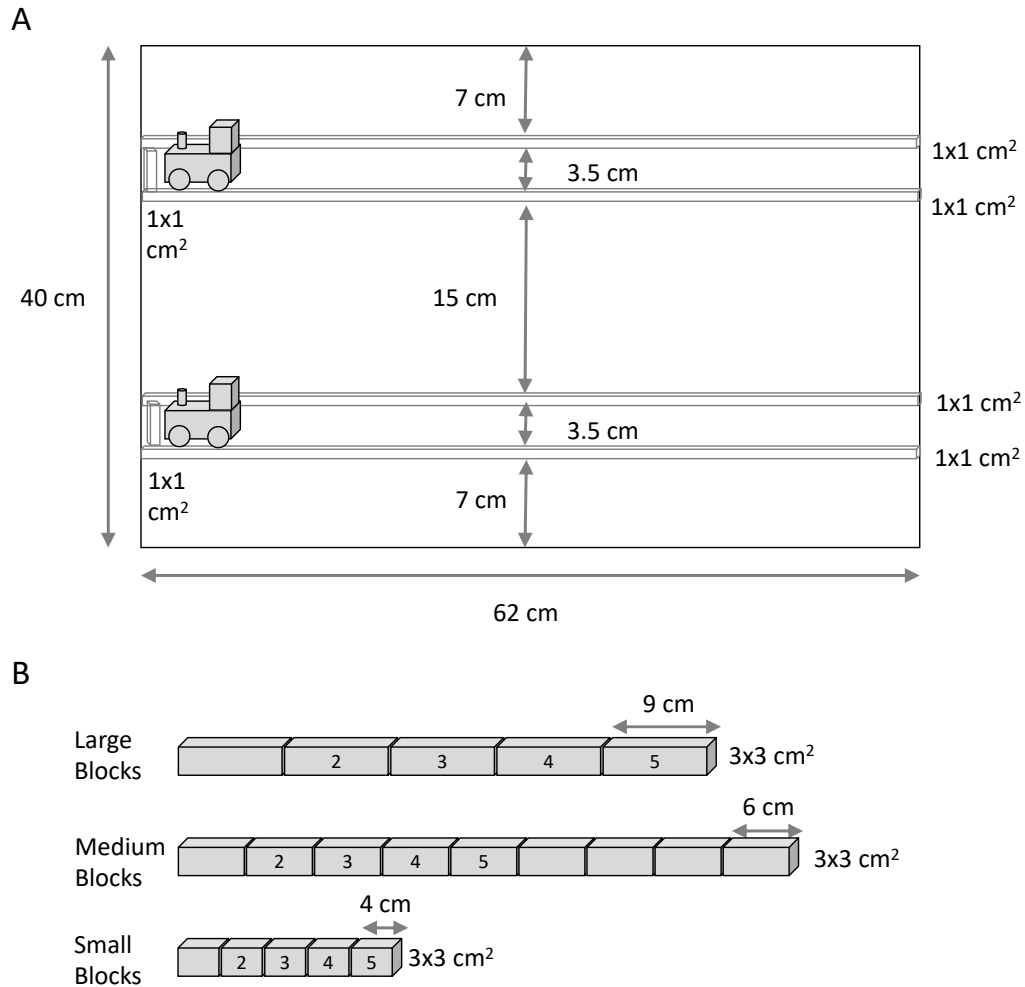 A
7 cm
1x1 cm²
3.5 cm
1x1 cm²
1x1
cm²
40 cm
15 cm
1x1 cm²
3.5 cm
1x1 cm²
1x1
cm²
7 cm
62 cm
B
9 cm
Large
Blocks
2 3 4 5
3x3 cm²
6 cm
Medium
Blocks
2 3 4 5
3x3 cm²
4 cm
Small
Blocks
2 3 4 5
3x3 cm²